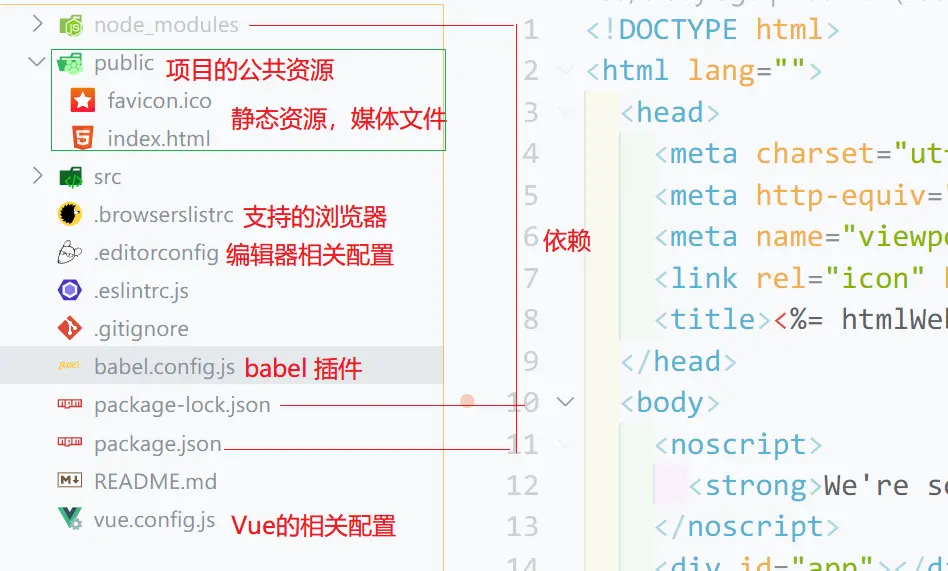 node_modules
public 项目的公共资源
favicon.ico
静态资源，媒体文件
index.html
src
.browserslistrc 支持的浏览器
.editorconfig 编辑器相关配置
.eslintrc.js
.gitignore
babel.config.js babel 插件
package-lock.json
package.json
README.md
vue.config.js Vue的相关配置
依赖
1 <!DOCTYPE html>
2 <html lang="">
3 <head>
4 <meta charset="ut
5 <meta http-equiv=
6 <meta name="viewpo
7 <link rel="icon"
8 <title><%= htmlWeb
9 </head>
10 <body>
11 <noscript>
12 <strong>We're so
13 </noscript>
14 <div id="app"></d